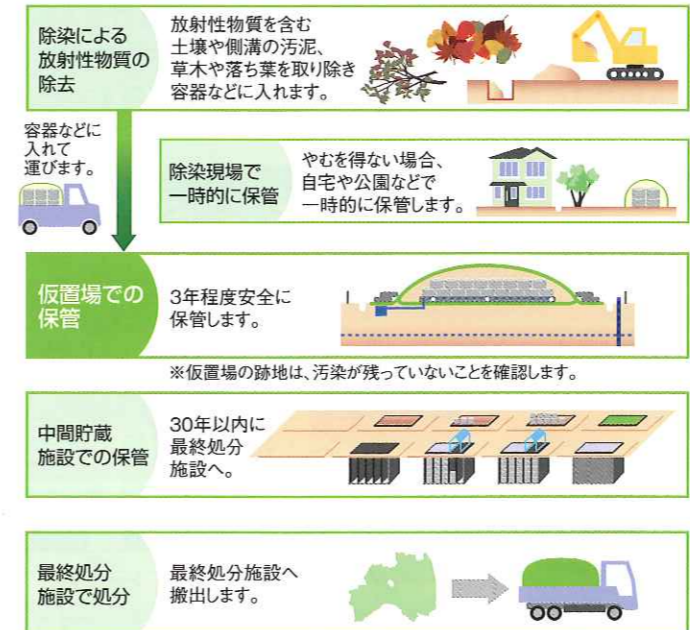 除染による
放射性物質の
除去
放射性物質を含む
土壌や側溝の汚泥、
草木や落ち葉を取り除き
容器などに入れます。
容器などに
入れて
運びます。
除染現場で
一時的に保管
やむを得ない場合、
自宅や公園などで
一時的に保管します。
仮置場での
保管
3年程度安全に
保管します。
※仮置場の跡地は、汚染が残っていないことを確認します。
中間貯蔵
施設での保管
30年以内に
最終処分
施設へ。
最終処分
施設で処分
最終処分施設へ
搬出します。